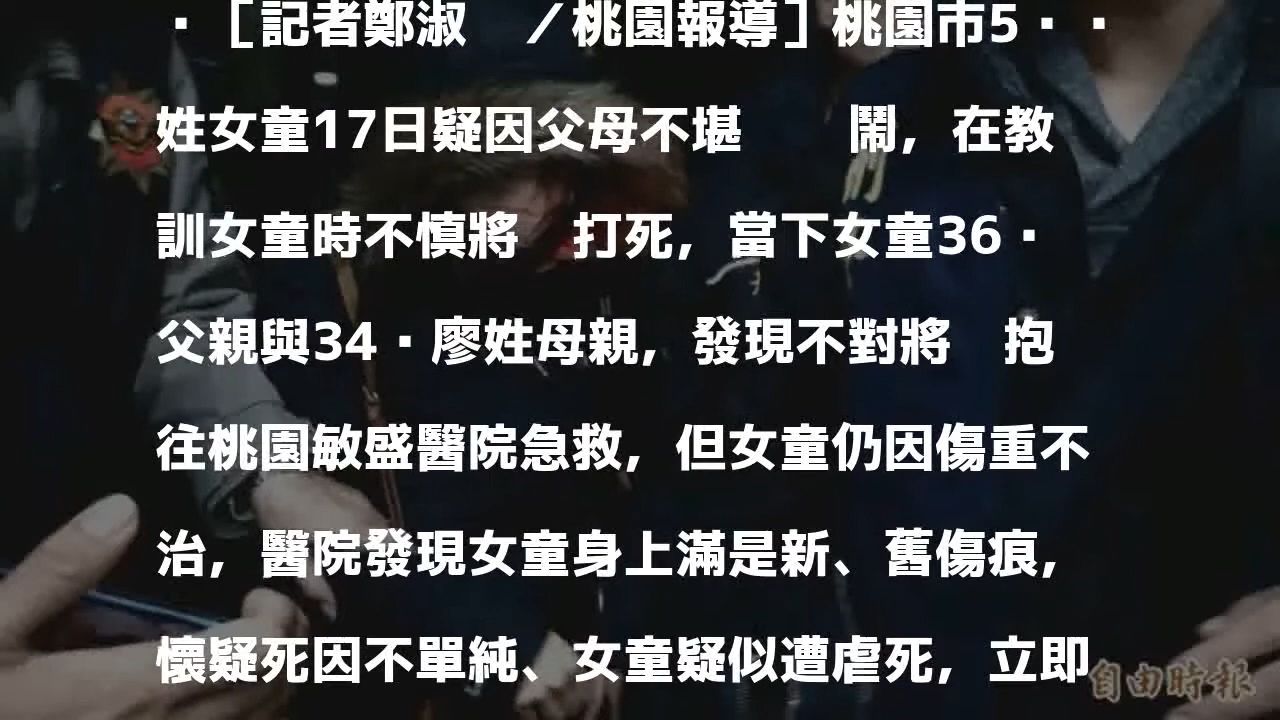 ·［記者鄭淑　／桃園報導］桃園市5··
姓女童17日疑因父母不堪　　鬧，在教
訓女童時不慎將　打死，當下女童36·
父親與34·廖姓母親，發現不對將　抱
往桃園敏盛醫院急救，但女童仍因傷重不
治，醫院發現女童身上滿是新、舊傷痕，
懷疑死因不單純、女童疑似遭虐死，立即
自由時報